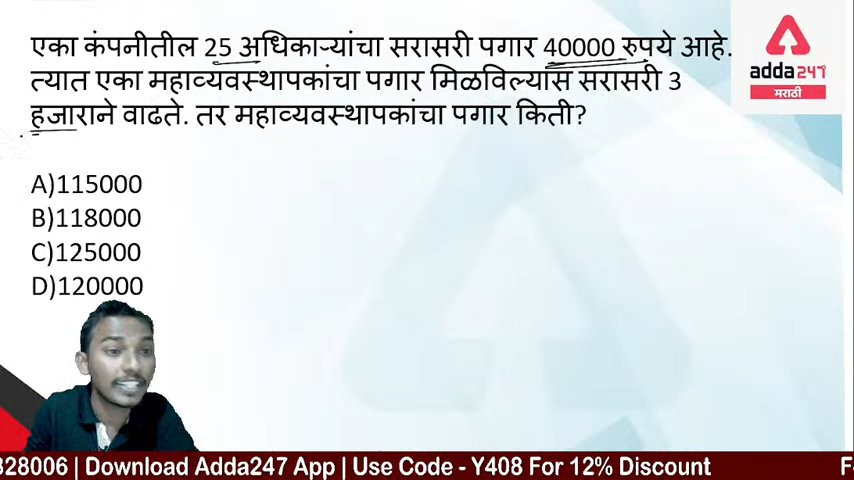 एका कंपनीतील 25 अधिकाऱ्यांचा सरासरी पगार 40000 रुपये आहे.
त्यात एका महाव्यवस्थापकांचा पगार मिळविल्यास सरासरी 3
हजाराने वाढते. तर महाव्यवस्थापकांचा पगार किती?
adda247
मराठी
A)115000
B)118000
C)125000
D)120000
328006 | Download Adda247 App | Use Code - Y408 For 12% Discount
F